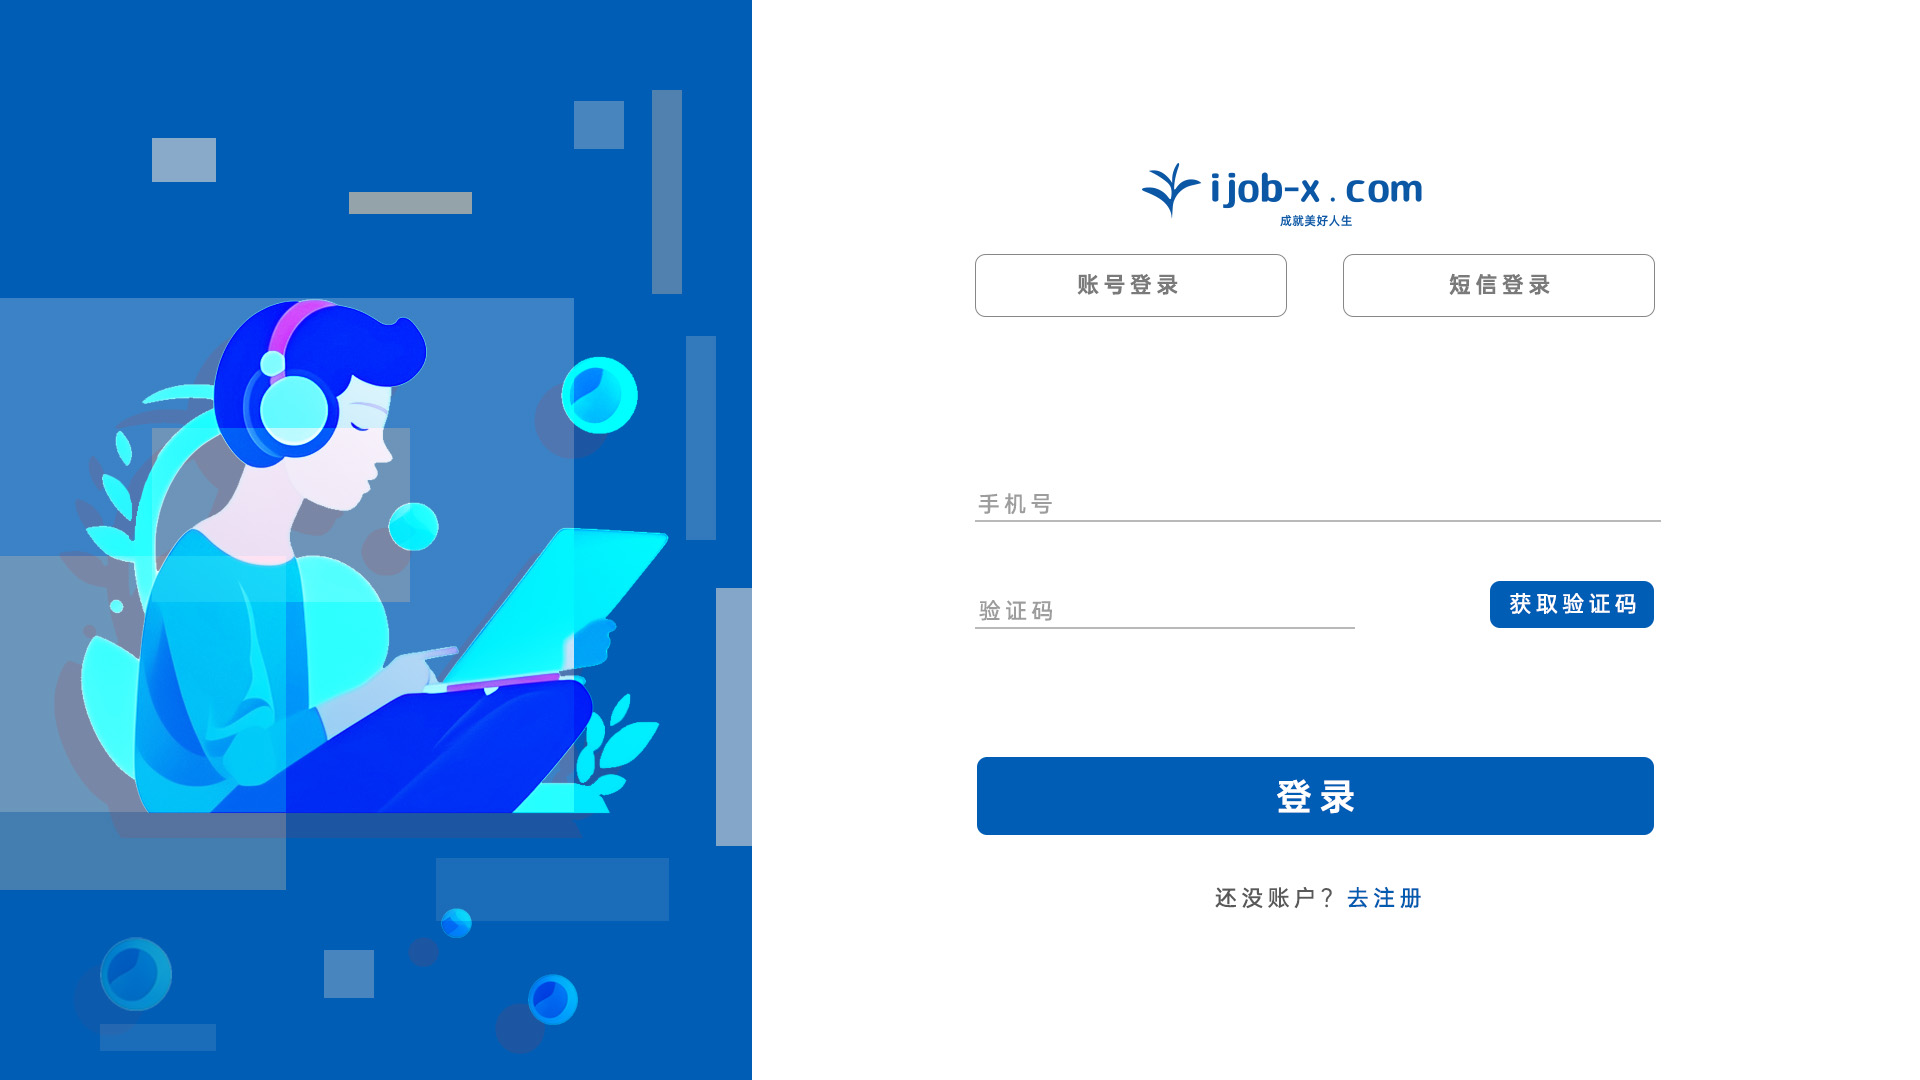 ijob-x.com
成就美好人生
账号登录
短信登录
手机号
验证码
获取验证码
登录
还没账户？去注册